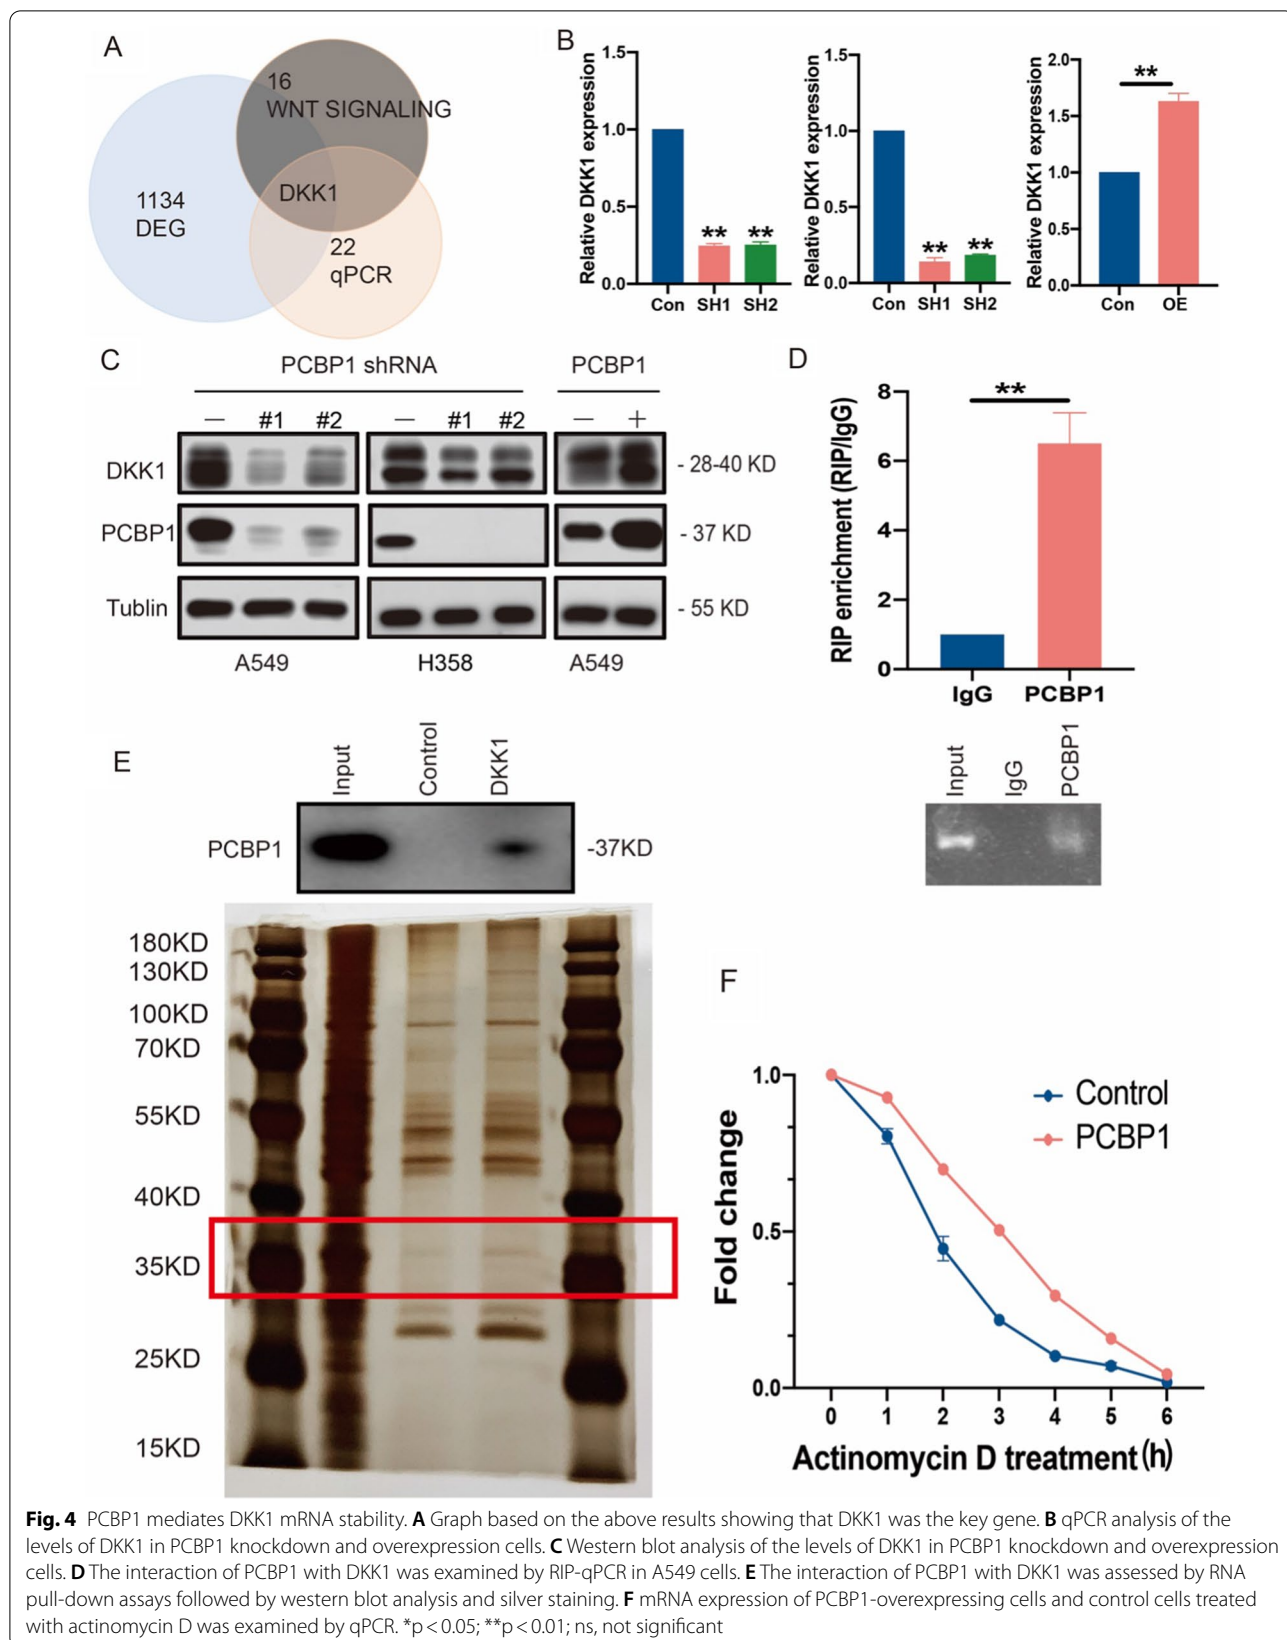 A
16
WNT SIGNALING
DKK1
1134
DEG
22
qPCR
B
Relative DKK1 expression
1.5
1.0
0.5
0.0
** **
Con SH1 SH2
Relative DKK1 expression
1.5
1.0
0.5
0.0
** **
Con SH1 SH2
Relative DKK1 expression
2.0
1.5
1.0
0.5
0.0
**
Con OE
C
PCBP1 shRNA PCBP1
— #1 #2 — #1 #2 — +
DKK1 - 28-40 KD
PCBP1 - 37 KD
Tublin - 55 KD
A549 H358 A549
D
RIP enrichment (RIP/IgG)
8
6
4
2
0
**
IgG PCBP1
Input IgG PCBP1
E
Input Control DKK1
PCBP1 -37KD
180KD
130KD
100KD
70KD
55KD
40KD
35KD
25KD
15KD
F
Fold change
1.0
0.5
0.0
Control
PCBP1
0 1 2 3 4 5 6
Actinomycin D treatment (h)
Fig. 4 PCBP1 mediates DKK1 mRNA stability. A Graph based on the above results showing that DKK1 was the key gene. B qPCR analysis of the
levels of DKK1 in PCBP1 knockdown and overexpression cells. C Western blot analysis of the levels of DKK1 in PCBP1 knockdown and overexpression
cells. D The interaction of PCBP1 with DKK1 was examined by RIP-qPCR in A549 cells. E The interaction of PCBP1 with DKK1 was assessed by RNA
pull-down assays followed by western blot analysis and silver staining. F mRNA expression of PCBP1-overexpressing cells and control cells treated
with actinomycin D was examined by qPCR. *p < 0.05; **p < 0.01; ns, not significant